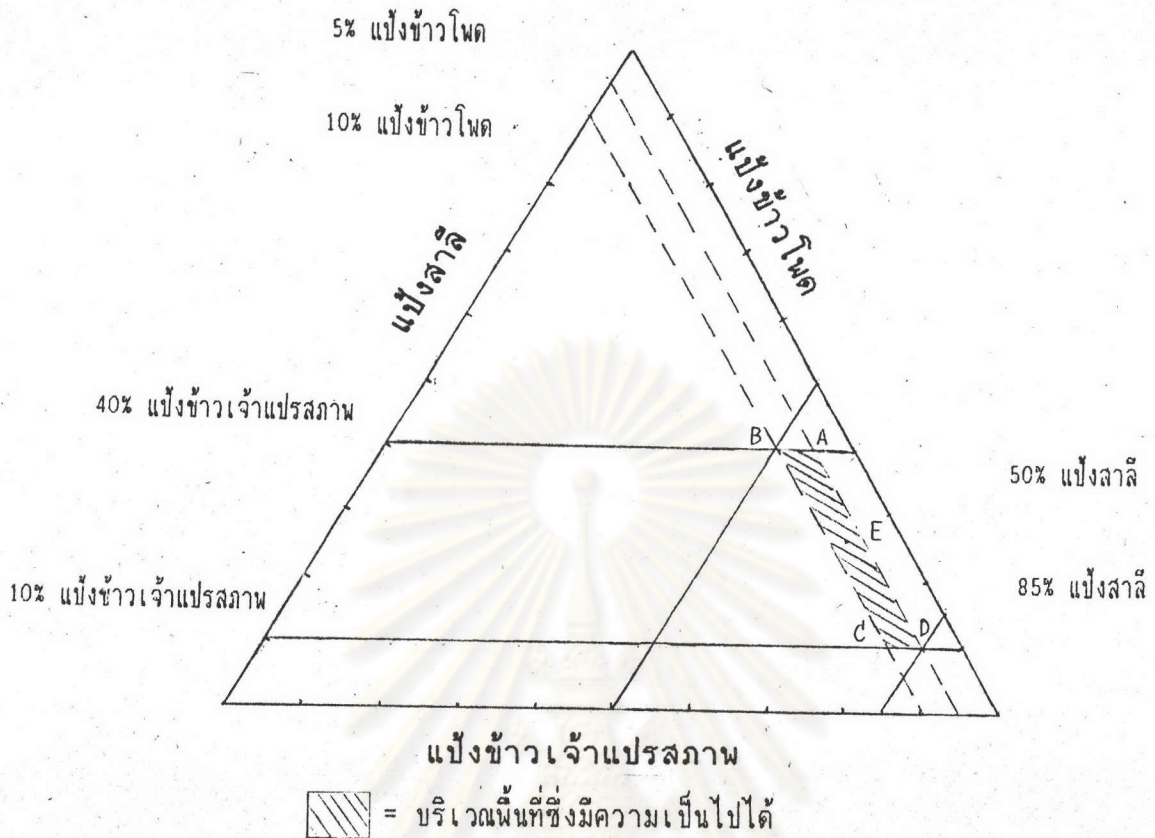 5% แป้งข้าวโพด
10% แป้งข้าวโพด
แป้งข้าวโพด
แป้งสาลี
40% แป้งข้าวเจ้าแปรสภาพ
B
A
50% แป้งสาลี
E
85% แป้งสาลี
10% แป้งข้าวเจ้าแปรสภาพ
C
D
แป้งข้าวเจ้าแปรสภาพ
= บริเวณพื้นที่ซึ่งมีความเป็นไปได้